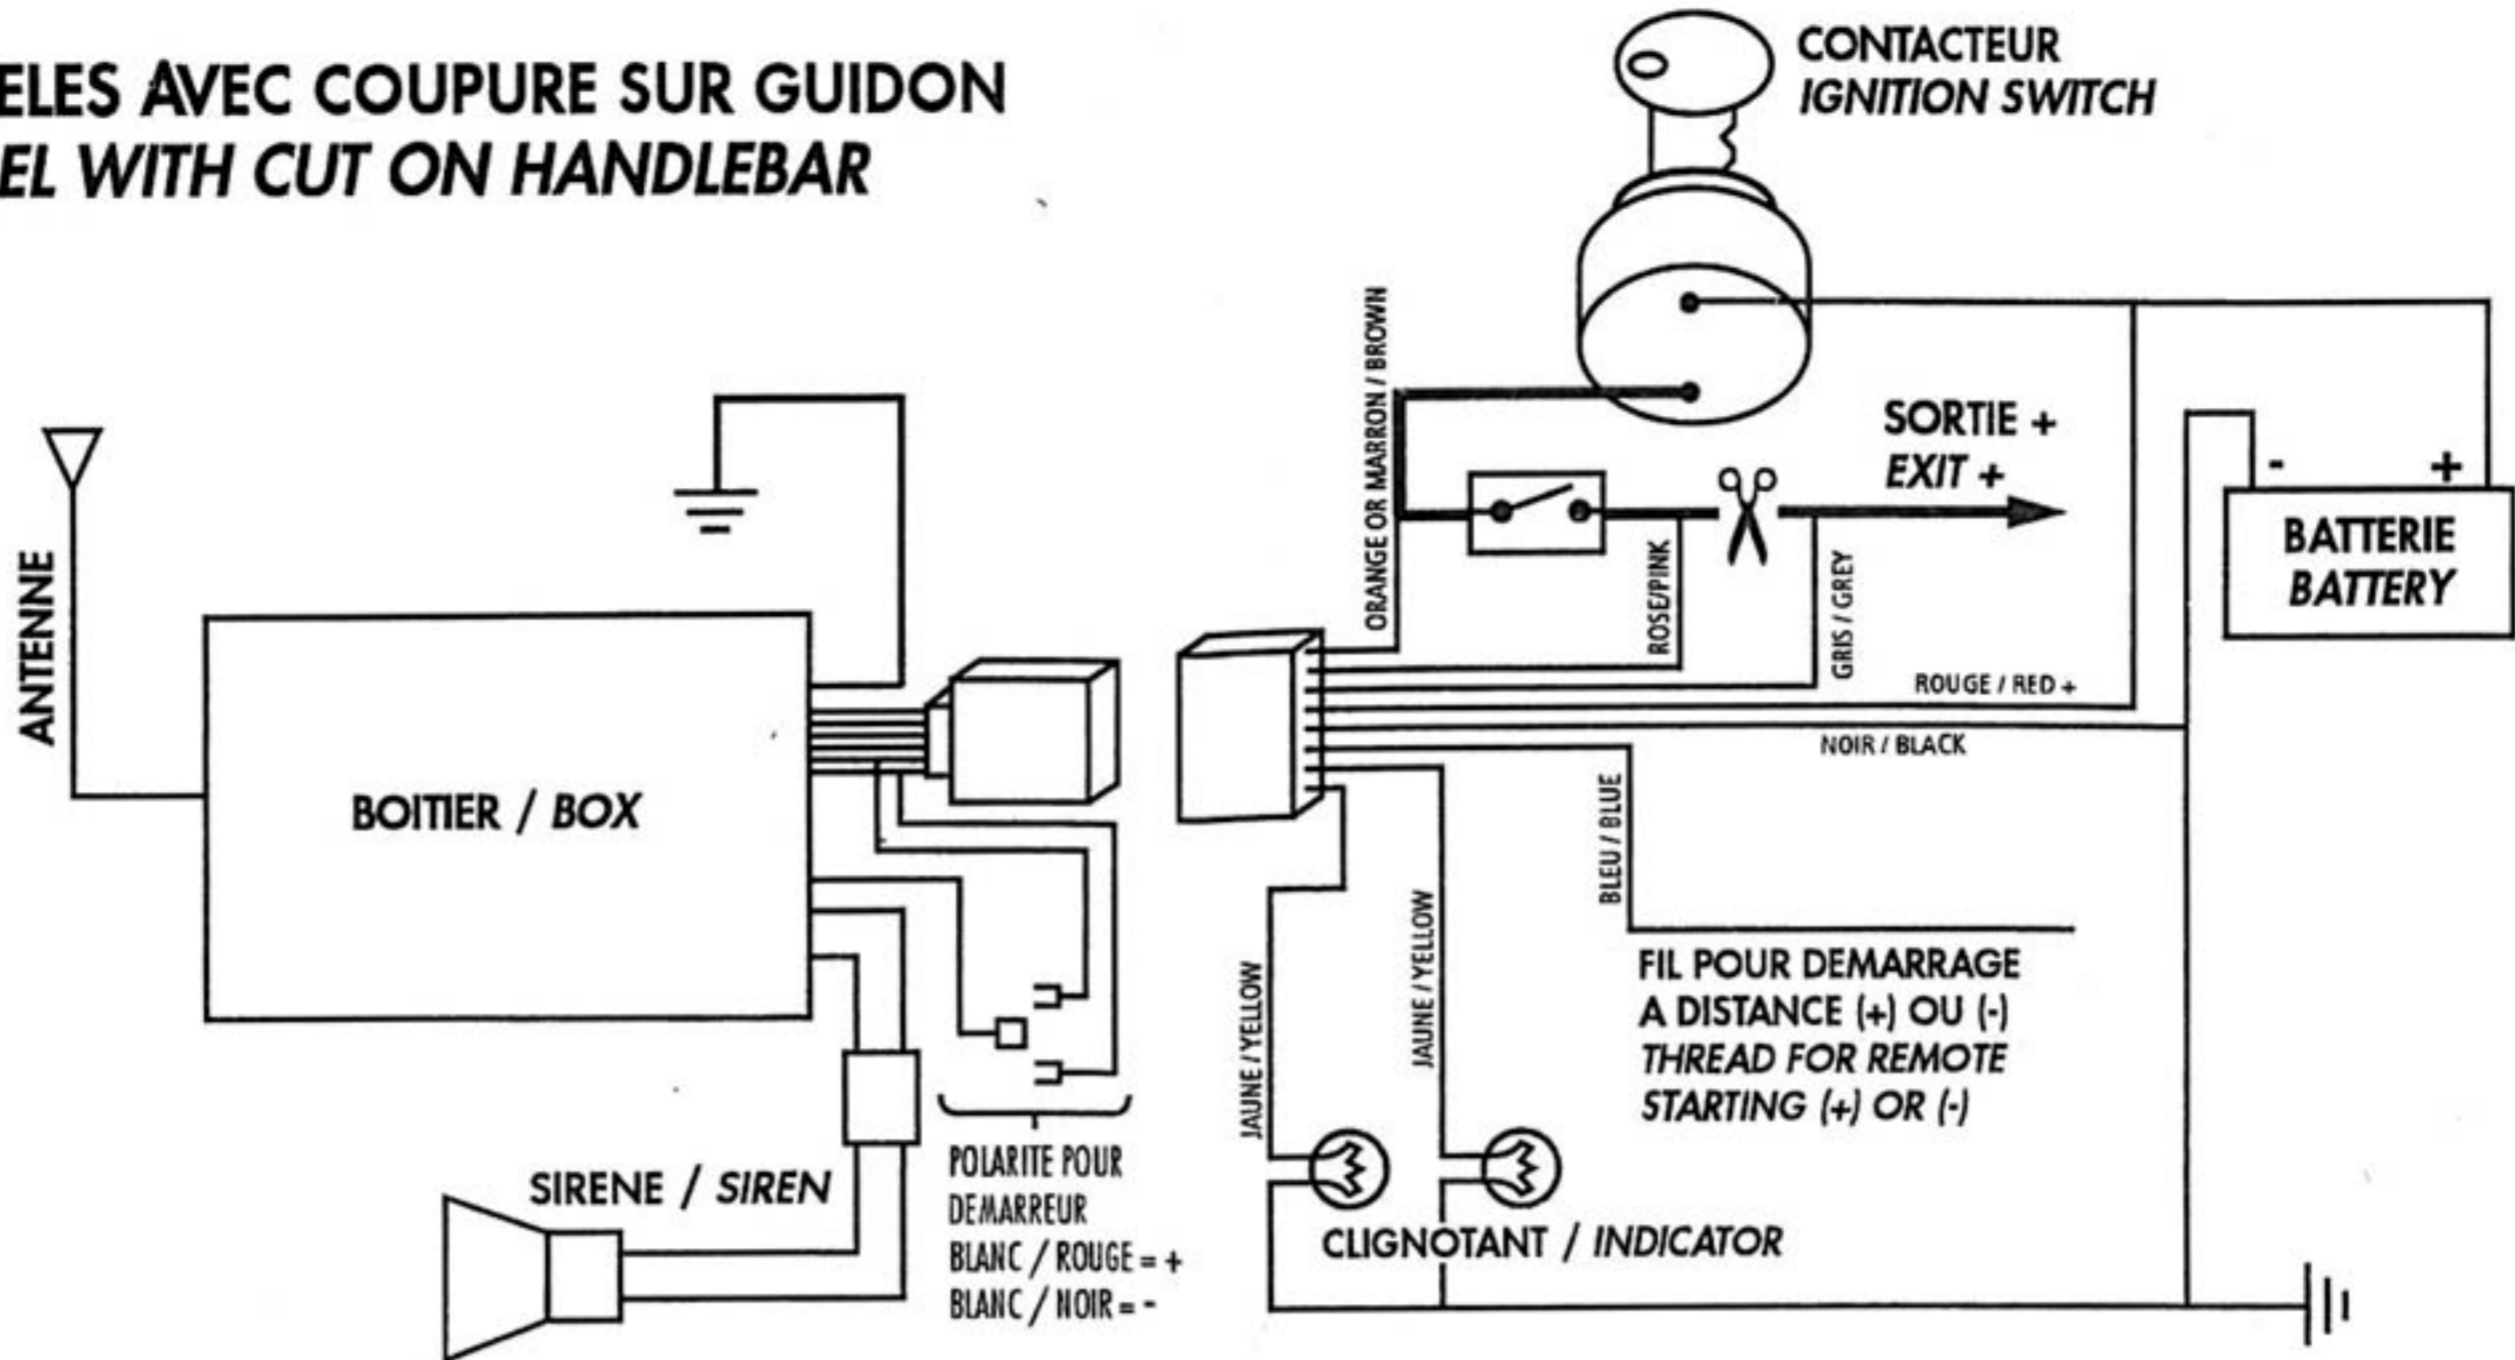 ELES AVEC COUPURE SUR GUIDON
EL WITH CUT ON HANDLEBAR
CONTACTEUR
IGNITION SWITCH
ORANGE OR MARRON / BROWN
SORTIE +
EXIT +
- +
BATTERIE
BATTERY
ROSE/PINK
GRIS / GREY
ROUGE / RED +
NOIR / BLACK
ANTENNE
BOITIER / BOX
BLEU / BLUE
JAUNE / YELLOW
JAUNE / YELLOW
FIL POUR DEMARRAGE
A DISTANCE (+) OU (-)
THREAD FOR REMOTE
STARTING (+) OR (-)
SIRENE / SIREN
POLARITE POUR
DEMARREUR
BLANC / ROUGE = +
BLANC / NOIR = -
CLIGNOTANT / INDICATOR